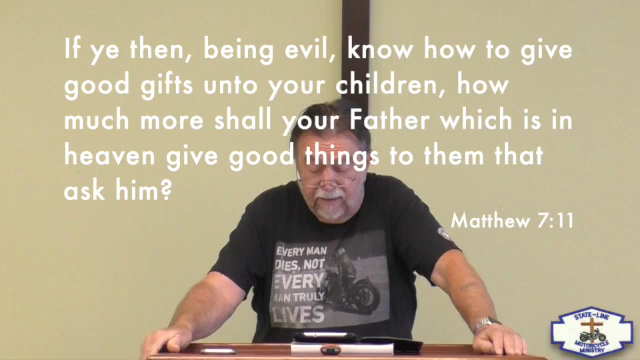 If ye then, being evil, know how to give
good gifts unto your children, how
much more shall your Father which is in
heaven give good things to them that
ask him?
Matthew 7:11
EVERY MAN
DIES, NOT
EVERY
MAN TRULY
LIVES
STATE-LINE
MOTORCYCLE
MINISTRY